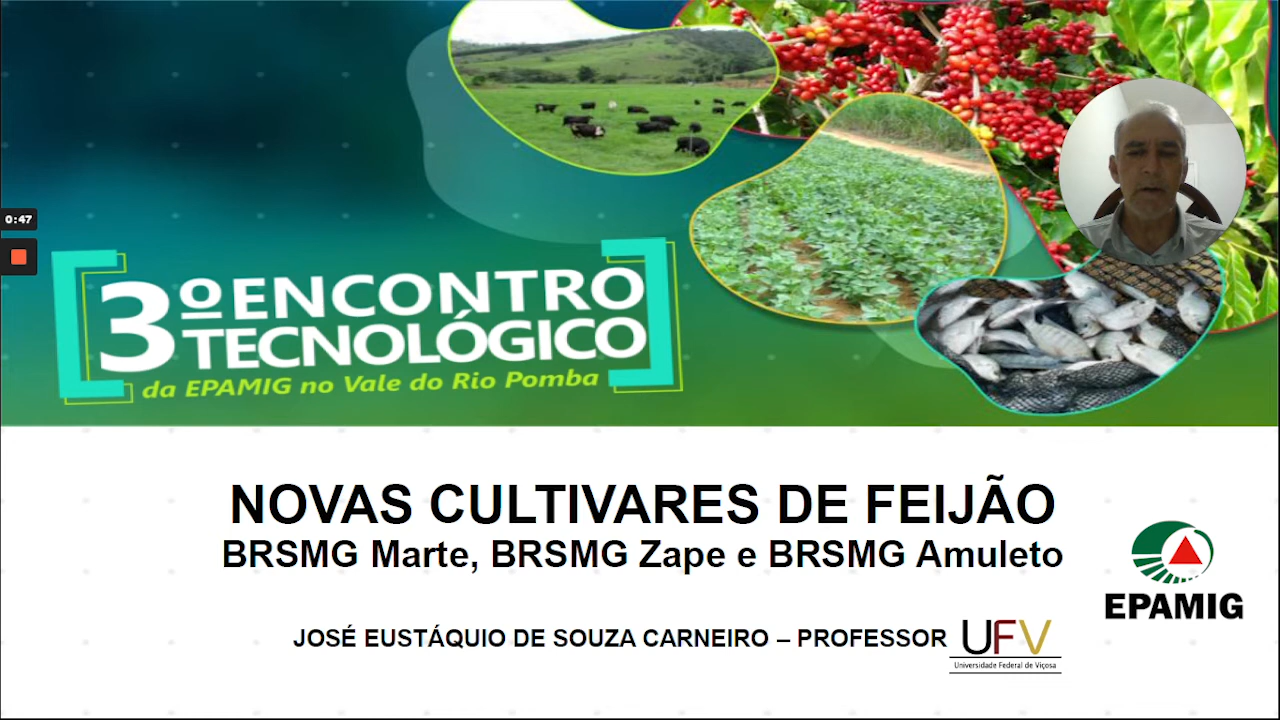 0:47
3º ENCONTRO
TECNOLÓGICO
da EPAMIG no Vale do Rio Pomba
NOVAS CULTIVARES DE FEIJÃO
BRSMG Marte, BRSMG Zape e BRSMG Amuleto
EPAMIG
JOSÉ EUSTÁQUIO DE SOUZA CARNEIRO – PROFESSOR UFV
Universidade Federal de Viçosa